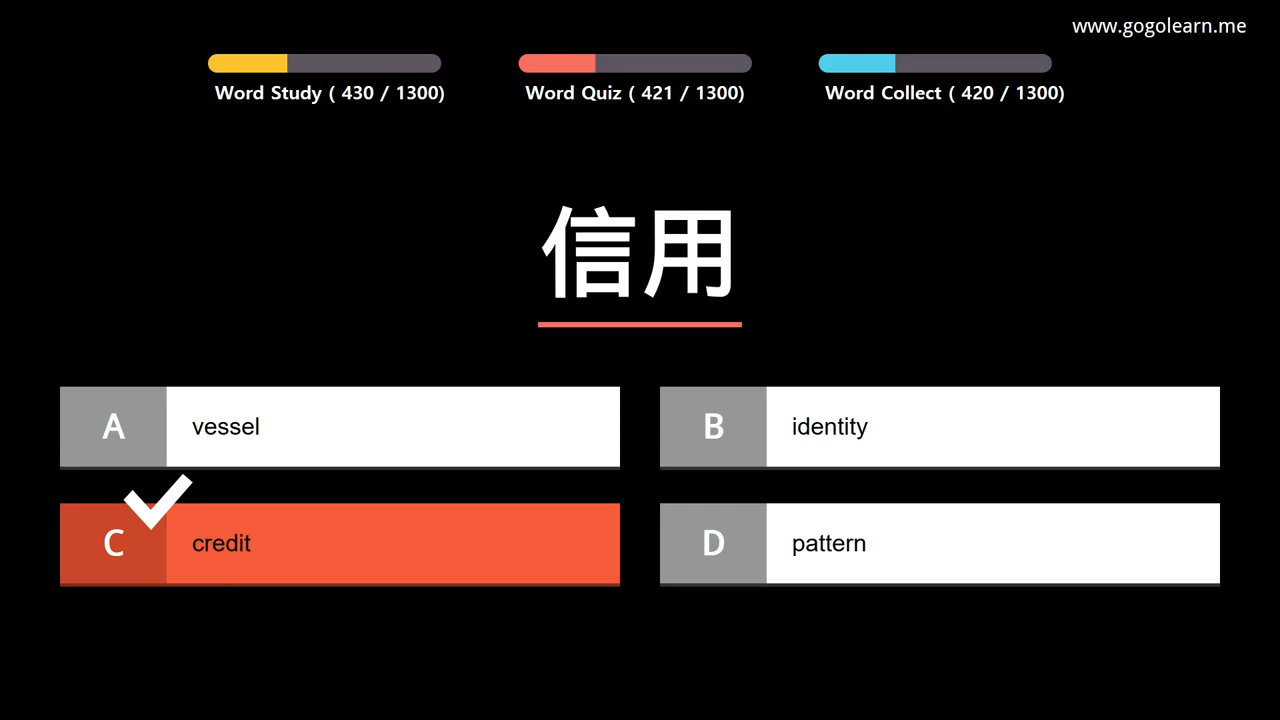 www.gogolearn.me
Word Study ( 430 / 1300)
Word Quiz ( 421 / 1300)
Word Collect ( 420 / 1300)
信用
A vessel
B identity
C credit
D pattern